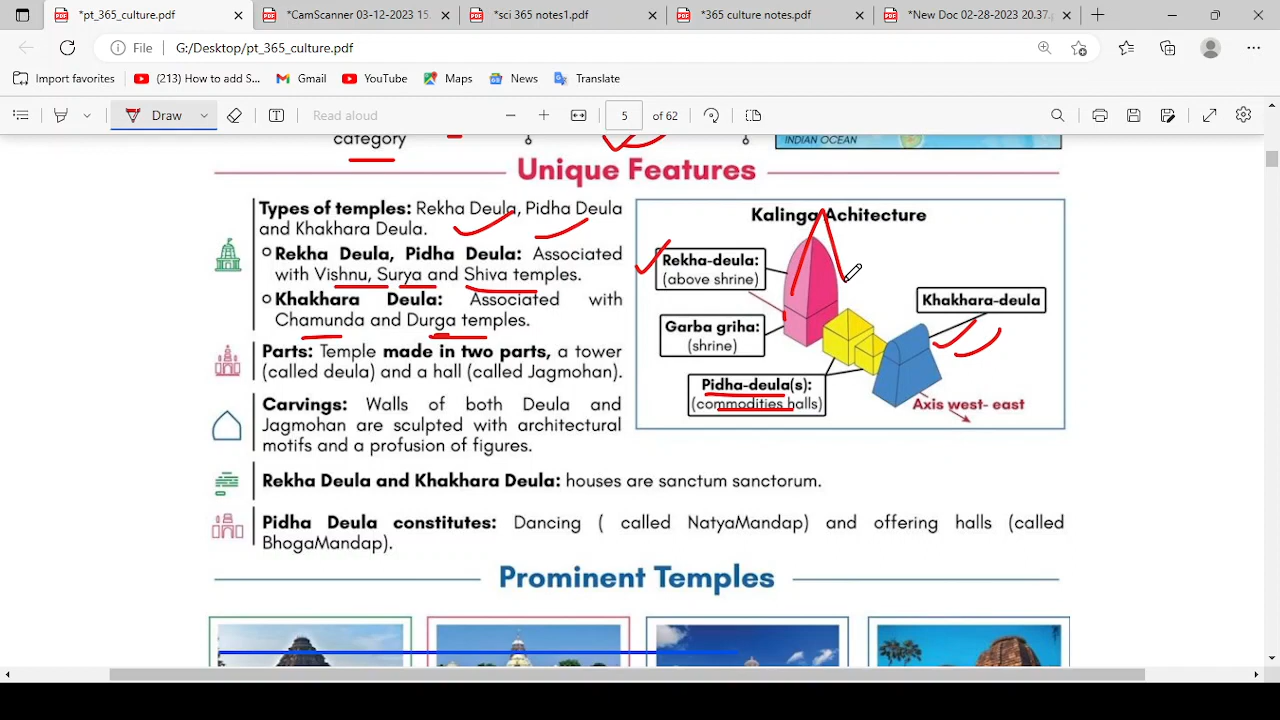 *pt_365_culture.pdf
*CamScanner 03-12-2023 15.
*sci 365 notes1.pdf
*365 culture notes.pdf
*New Doc 02-28-2023 20.37.
File G:/Desktop/pt_365_culture.pdf
Import favorites
(213) How to add S...
Gmail
YouTube
Maps
News
Translate
Draw
Read aloud
5 of 62
category
INDIAN OCEAN
Unique Features
Types of temples: Rekha Deula, Pidha Deula
and Khakhara Deula.
Rekha Deula, Pidha Deula: Associated
with Vishnu, Surya and Shiva temples.
Khakhara Deula: Associated with
Chamunda and Durga temples.
Parts: Temple made in two parts, a tower
(called deula) and a hall (called Jagmohan).
Carvings: Walls of both Deula and
Jagmohan are sculpted with architectural
motifs and a profusion of figures.
Kalinga Achitecture
Rekha-deula:
(above shrine)
Khakhara-deula
Garba griha:
(shrine)
Pidha-deula(s):
(commodities halls)
Axis west- east
Rekha Deula and Khakhara Deula: houses are sanctum sanctorum.
Pidha Deula constitutes: Dancing ( called NatyaMandap) and offering halls (called
BhogaMandap).
Prominent Temples